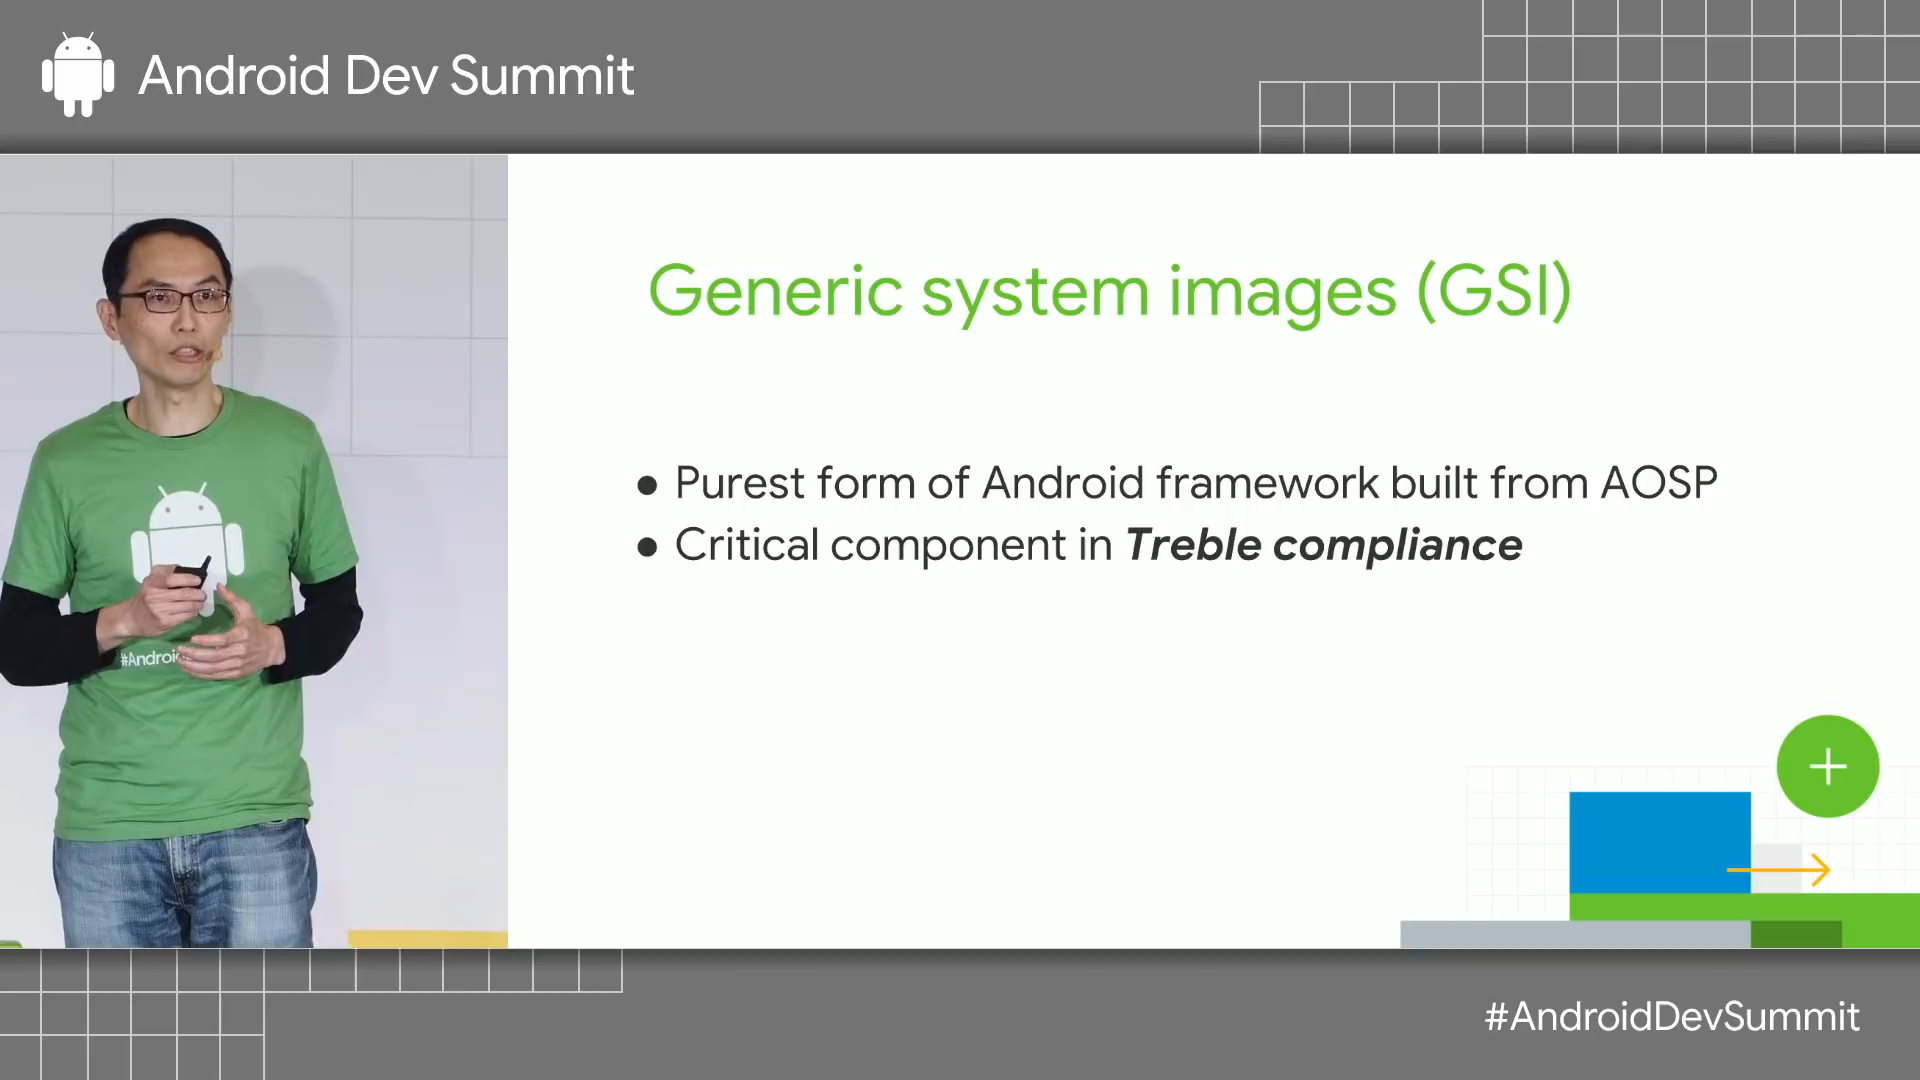 Android Dev Summit
Generic system images (GSI)
● Purest form of Android framework built from AOSP
● Critical component in Treble compliance
#Androi
#AndroidDevSummit